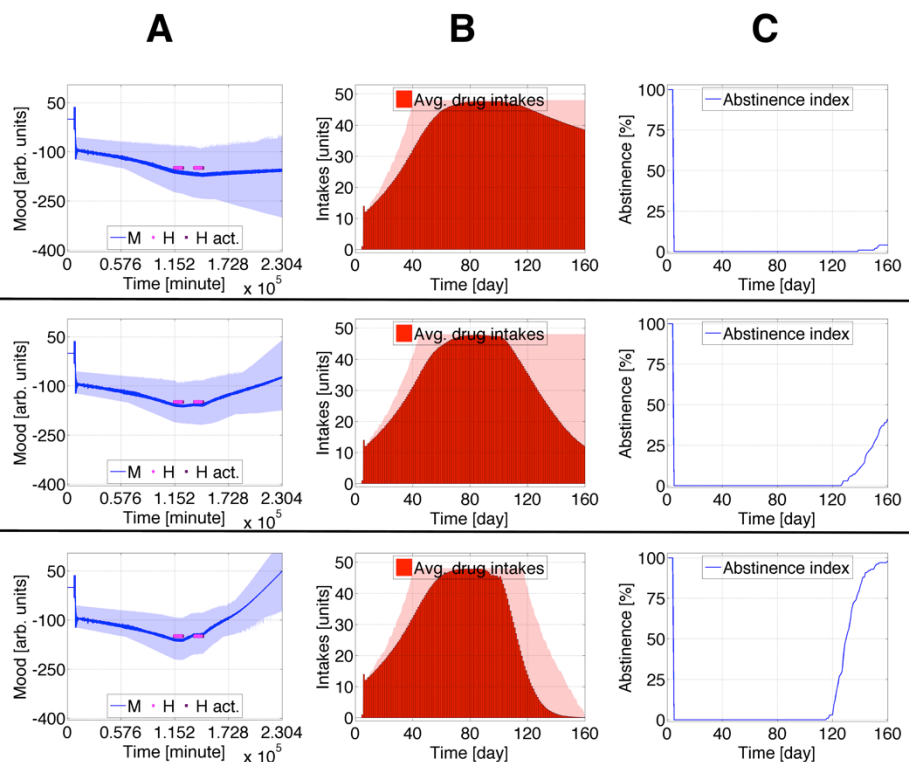 A B C
Mood [arb. units]
50
-100
-250
-400
M H H act.
0 0.576 1.152 1.728 2.304
Time [minute] x 10^5
Intakes [units]
50
40
30
20
10
0
Avg. drug intakes
0 40 80 120 160
Time [day]
Abstinence [%]
100
75
50
25
0
Abstinence index
0 40 80 120 160
Time [day]
Mood [arb. units]
50
-100
-250
-400
M H H act.
0 0.576 1.152 1.728 2.304
Time [minute] x 10^5
Intakes [units]
50
40
30
20
10
0
Avg. drug intakes
0 40 80 120 160
Time [day]
Abstinence [%]
100
75
50
25
0
Abstinence index
0 40 80 120 160
Time [day]
Mood [arb. units]
50
-100
-250
-400
M H H act.
0 0.576 1.152 1.728 2.304
Time [minute] x 10^5
Intakes [units]
50
40
30
20
10
0
Avg. drug intakes
0 40 80 120 160
Time [day]
Abstinence [%]
100
75
50
25
0
Abstinence index
0 40 80 120 160
Time [day]